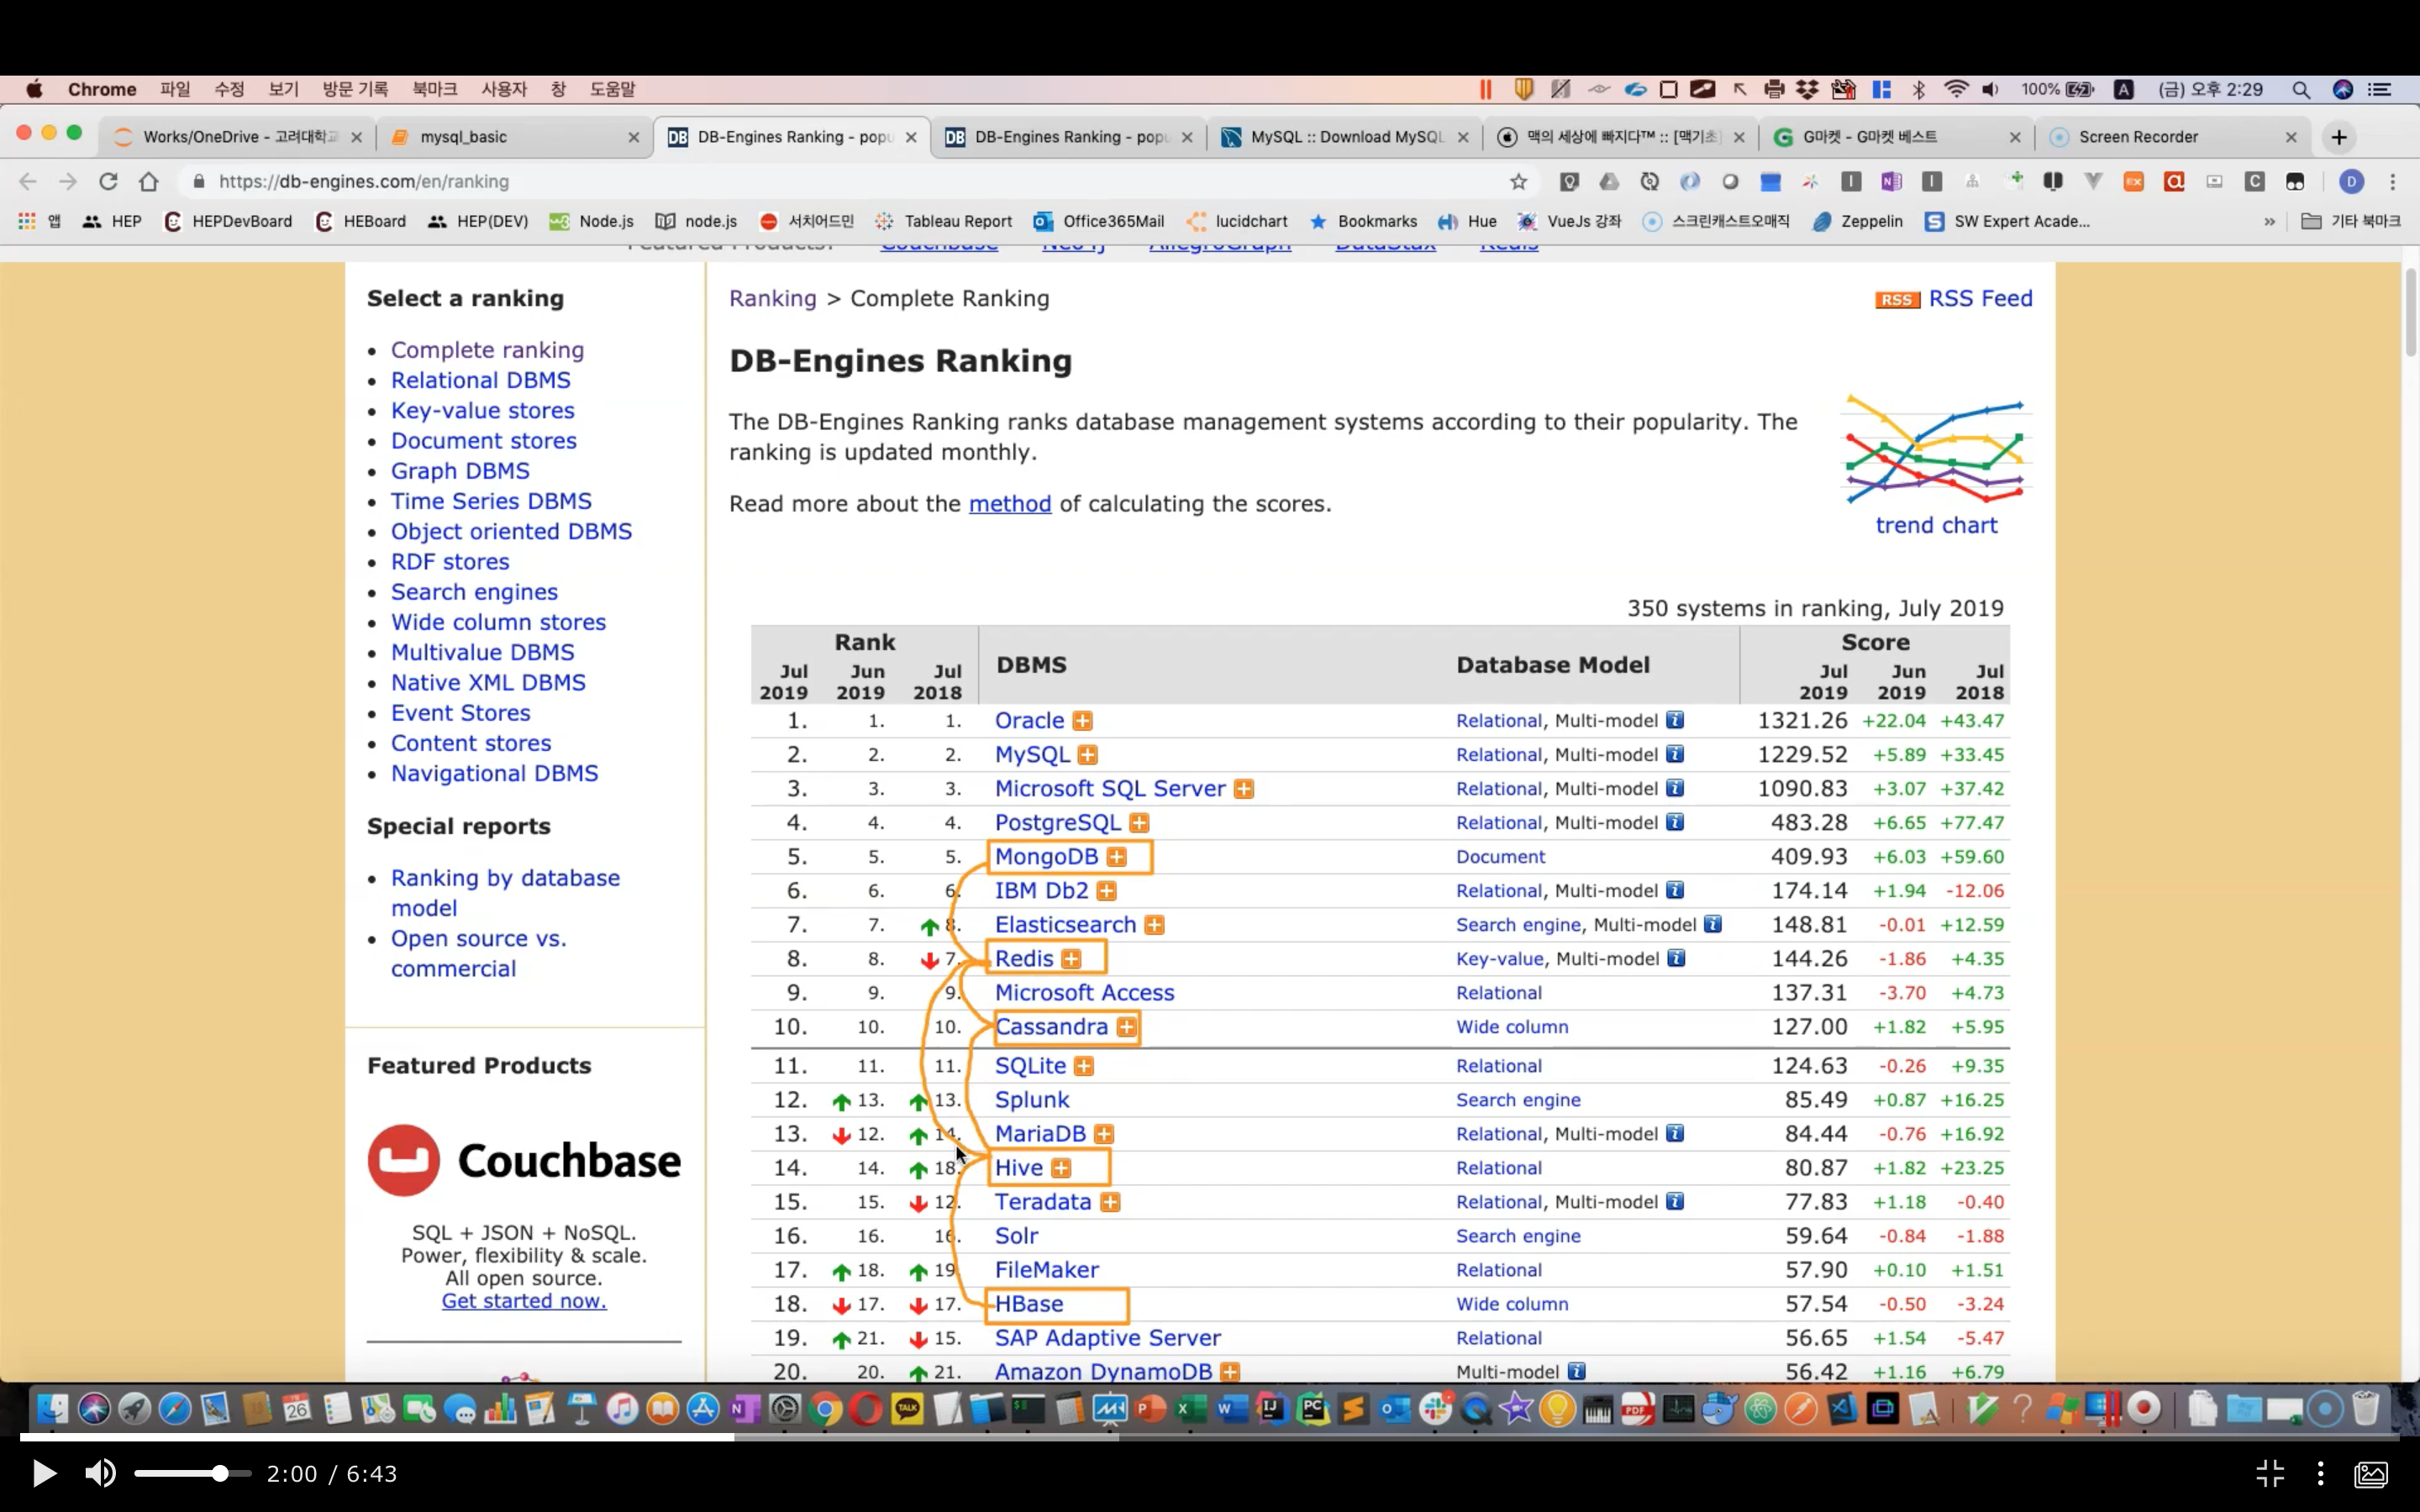 Chrome 파일 수정 보기 방문 기록 북마크 사용자 창 도움말 100% A (금) 오후 2:29
Works/OneDrive - 고려대학교
mysql_basic
DB DB-Engines Ranking - popu
DB DB-Engines Ranking - popu
MySQL :: Download MySQL
맥의 세상에 빠지다™ :: [맥기초]
G마켓 - G마켓 베스트
Screen Recorder
https://db-engines.com/en/ranking
앱 HEP HEPDevBoard HEBoard HEP(DEV) Node.js node.js 서치어드민 Tableau Report Office365Mail lucidchart Bookmarks Hue VueJs 강좌 스크린캐스트오매직 Zeppelin SW Expert Acade... » 기타 북마크
Featured Products: Couchbase Neo4j AllegroGraph DataStax Redis
Select a ranking
Complete ranking
Relational DBMS
Key-value stores
Document stores
Graph DBMS
Time Series DBMS
Object oriented DBMS
RDF stores
Search engines
Wide column stores
Multivalue DBMS
Native XML DBMS
Event Stores
Content stores
Navigational DBMS
Special reports
Ranking by database
model
Open source vs.
commercial
Featured Products
Couchbase
SQL + JSON + NoSQL.
Power, flexibility & scale.
All open source.
Get started now.
Ranking > Complete Ranking
RSS RSS Feed
DB-Engines Ranking
The DB-Engines Ranking ranks database management systems according to their popularity. The
ranking is updated monthly.
Read more about the method of calculating the scores.
trend chart
350 systems in ranking, July 2019
Rank DBMS Database Model Score
Jul 2019 Jun 2019 Jul 2018 Jul 2019 Jun 2019 Jul 2018
1. 1. 1. Oracle Relational, Multi-model 1321.26 +22.04 +43.47
2. 2. 2. MySQL Relational, Multi-model 1229.52 +5.89 +33.45
3. 3. 3. Microsoft SQL Server Relational, Multi-model 1090.83 +3.07 +37.42
4. 4. 4. PostgreSQL Relational, Multi-model 483.28 +6.65 +77.47
5. 5. 5. MongoDB Document 409.93 +6.03 +59.60
6. 6. 6. IBM Db2 Relational, Multi-model 174.14 +1.94 -12.06
7. 7. 8. Elasticsearch Search engine, Multi-model 148.81 -0.01 +12.59
8. 8. 7. Redis Key-value, Multi-model 144.26 -1.86 +4.35
9. 9. 9. Microsoft Access Relational 137.31 -3.70 +4.73
10. 10. 10. Cassandra Wide column 127.00 +1.82 +5.95
11. 11. 11. SQLite Relational 124.63 -0.26 +9.35
12. 13. 13. Splunk Search engine 85.49 +0.87 +16.25
13. 12. 14. MariaDB Relational, Multi-model 84.44 -0.76 +16.92
14. 14. 18. Hive Relational 80.87 +1.82 +23.25
15. 15. 12. Teradata Relational, Multi-model 77.83 +1.18 -0.40
16. 16. 16. Solr Search engine 59.64 -0.84 -1.88
17. 18. 19. FileMaker Relational 57.90 +0.10 +1.51
18. 17. 17. HBase Wide column 57.54 -0.50 -3.24
19. 21. 15. SAP Adaptive Server Relational 56.65 +1.54 -5.47
20. 20. 21. Amazon DynamoDB Multi-model 56.42 +1.16 +6.79
2:00 / 6:43